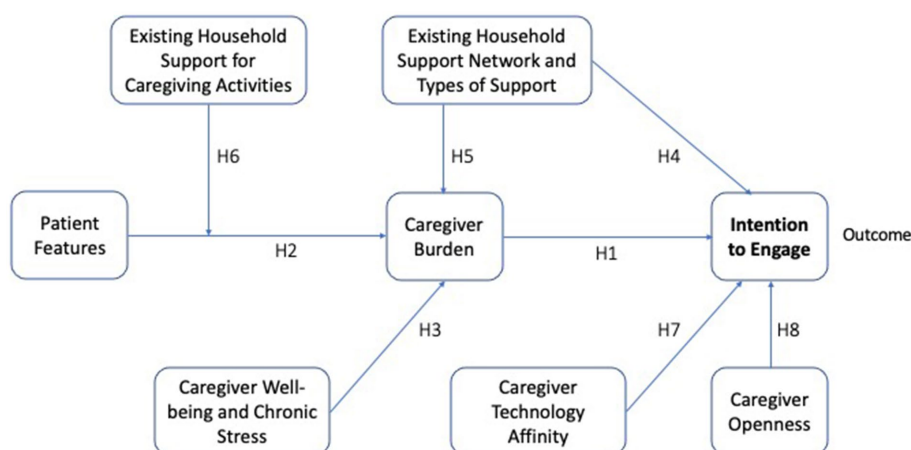 Existing Household
Support for
Caregiving Activities
Existing Household
Support Network and
Types of Support
H6
H5
H4
Patient
Features
H2
Caregiver
Burden
H1
Intention
to Engage
Outcome
H3
H7
H8
Caregiver Well-
being and Chronic
Stress
Caregiver
Technology
Affinity
Caregiver
Openness